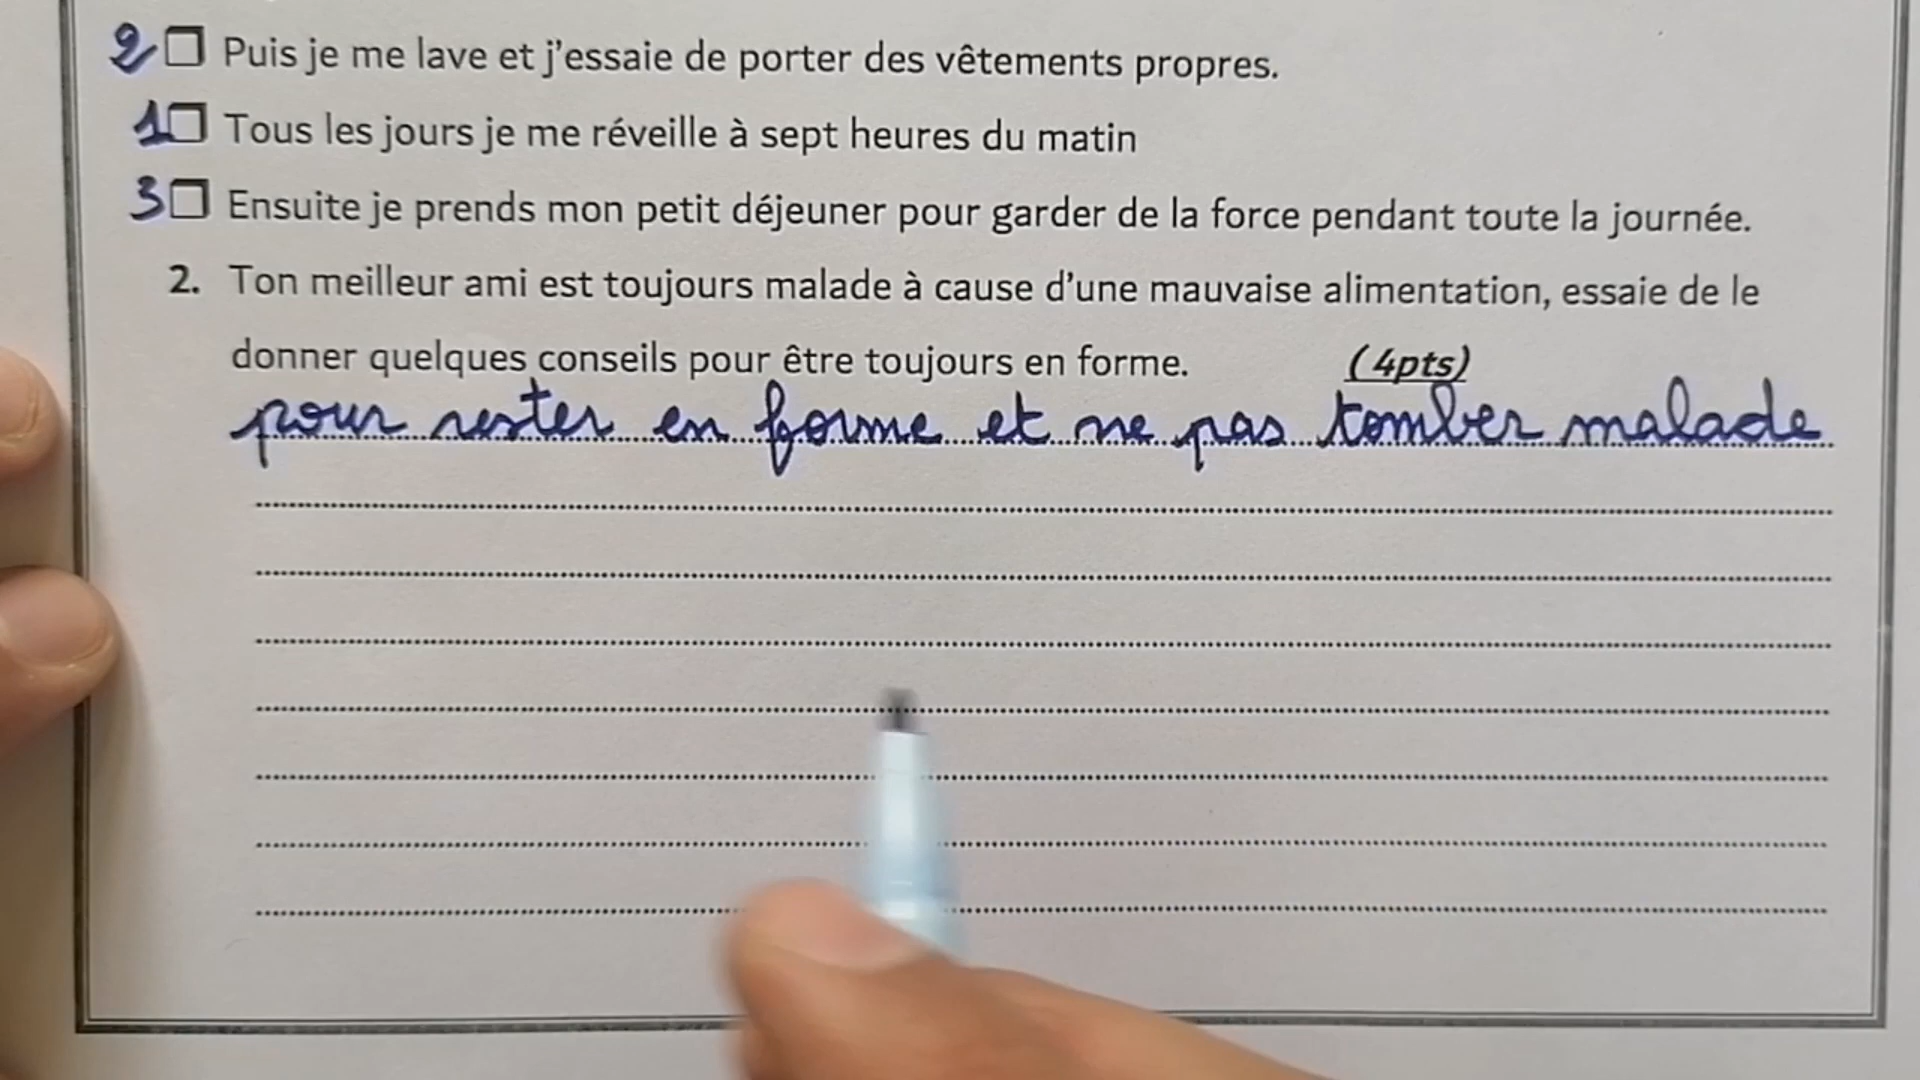 2 ☐ Puis je me lave et j'essaie de porter des vêtements propres.
1 ☐ Tous les jours je me réveille à sept heures du matin
3 ☐ Ensuite je prends mon petit déjeuner pour garder de la force pendant toute la journée.
2. Ton meilleur ami est toujours malade à cause d'une mauvaise alimentation, essaie de le
donner quelques conseils pour être toujours en forme. (4pts)
pour rester en forme et ne pas tomber malade